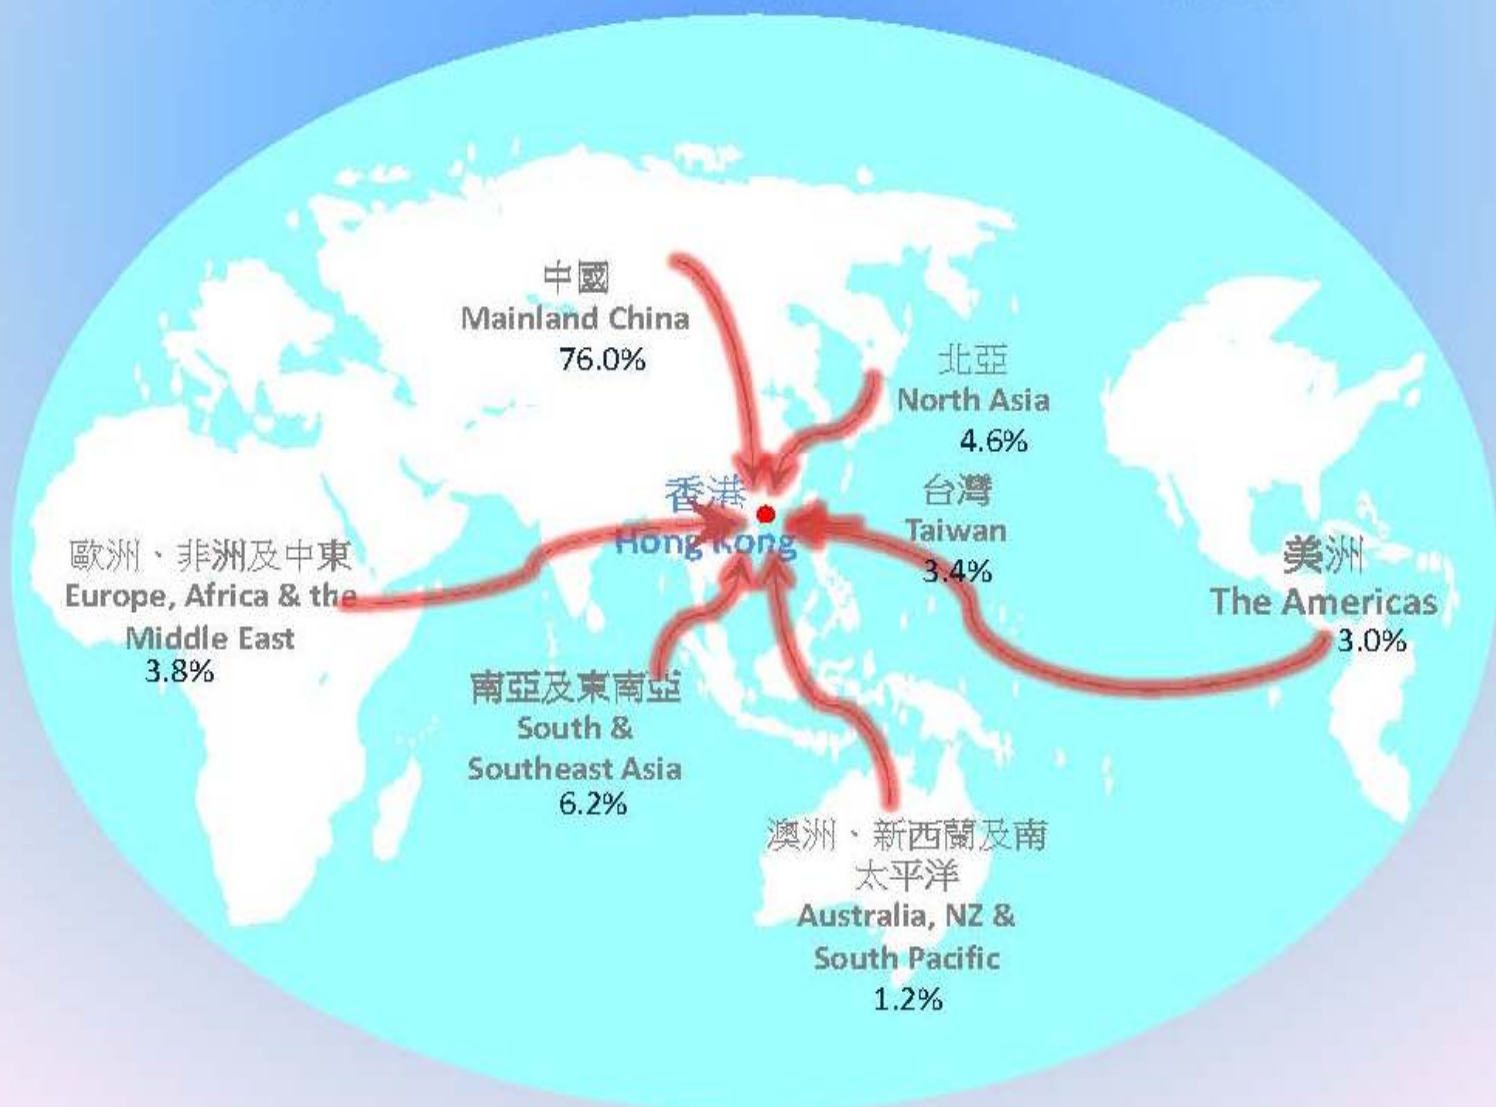 中國
Mainland China
76.0%
北亞
North Asia
4.6%
香港
Hong Kong
台灣
Taiwan
3.4%
歐洲、非洲及中東
Europe, Africa & the
Middle East
3.8%
美洲
The Americas
3.0%
南亞及東南亞
South &
Southeast Asia
6.2%
澳洲、新西蘭及南
太平洋
Australia, NZ &
South Pacific
1.2%